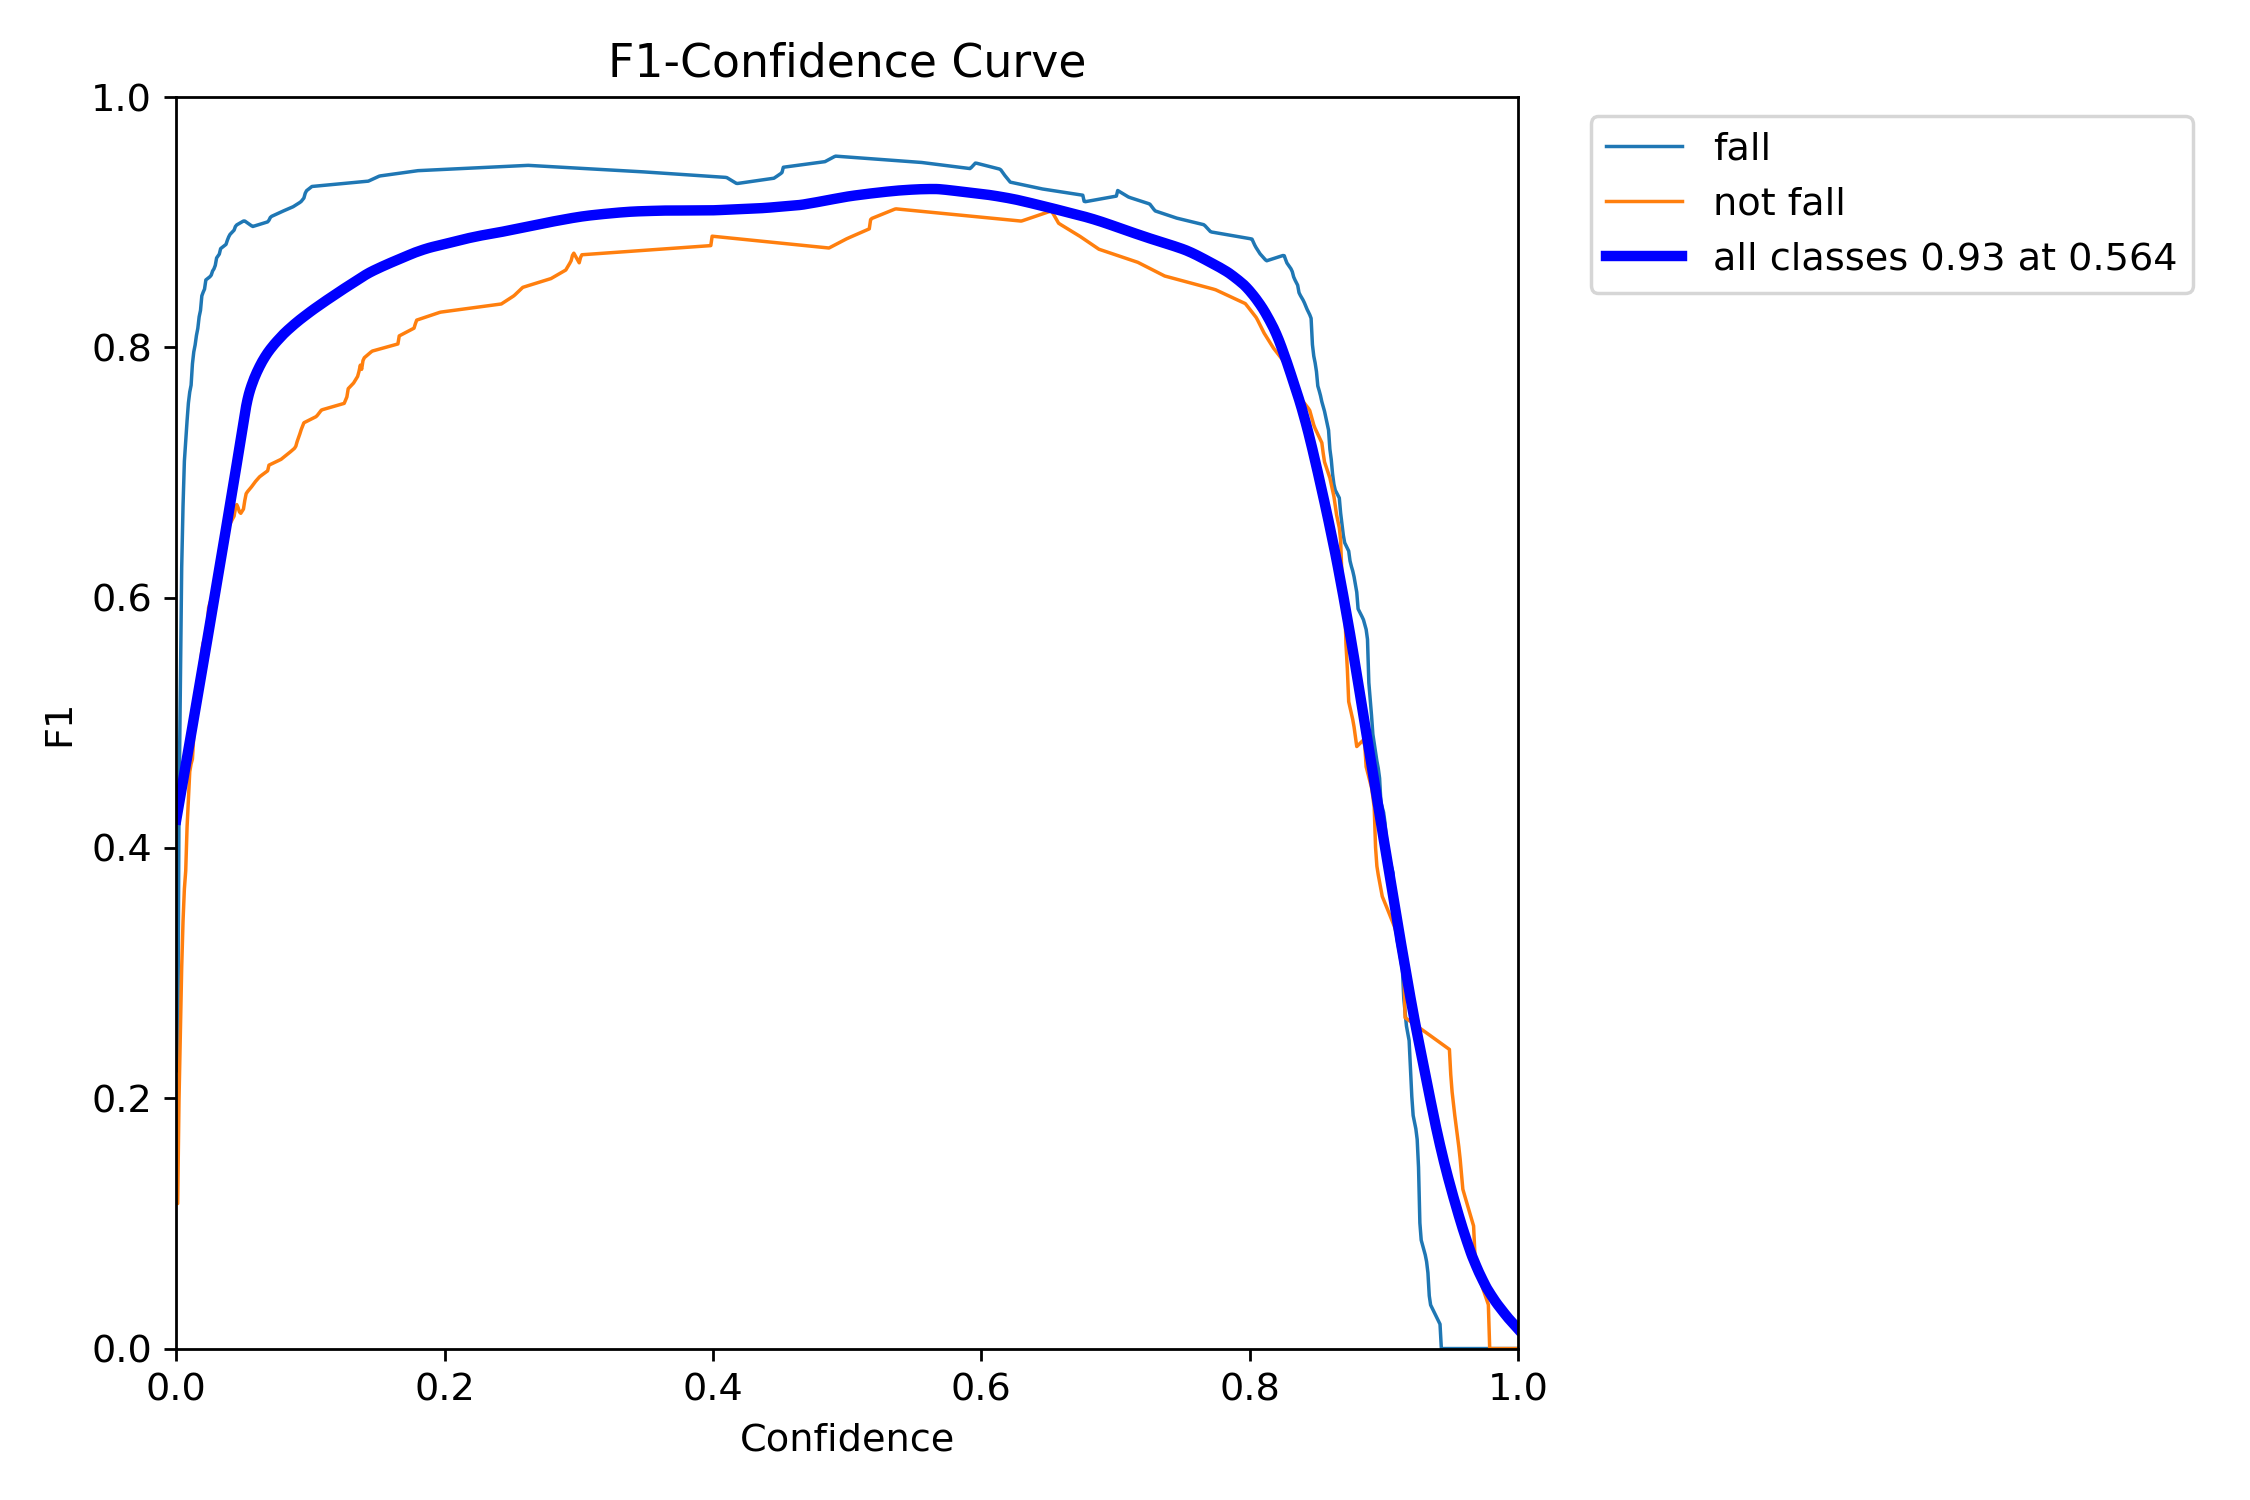 F1-Confidence Curve
1.0
0.8
0.6
0.4
0.2
0.0
F1
0.0 0.2 0.4 0.6 0.8 1.0
Confidence
fall
not fall
all classes 0.93 at 0.564